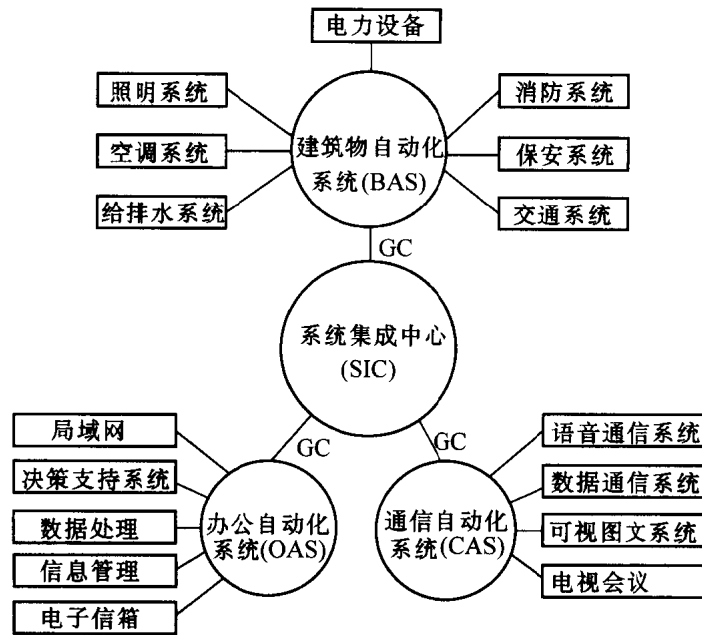 电力设备
照明系统
消防系统
空调系统
建筑物自动化
系统(BAS)
保安系统
给排水系统
交通系统
GC
系统集成中心
(SIC)
局域网
GC
GC
语音通信系统
决策支持系统
数据通信系统
数据处理
办公自动化
系统(OAS)
通信自动化
系统(CAS)
可视图文系统
信息管理
电视会议
电子信箱